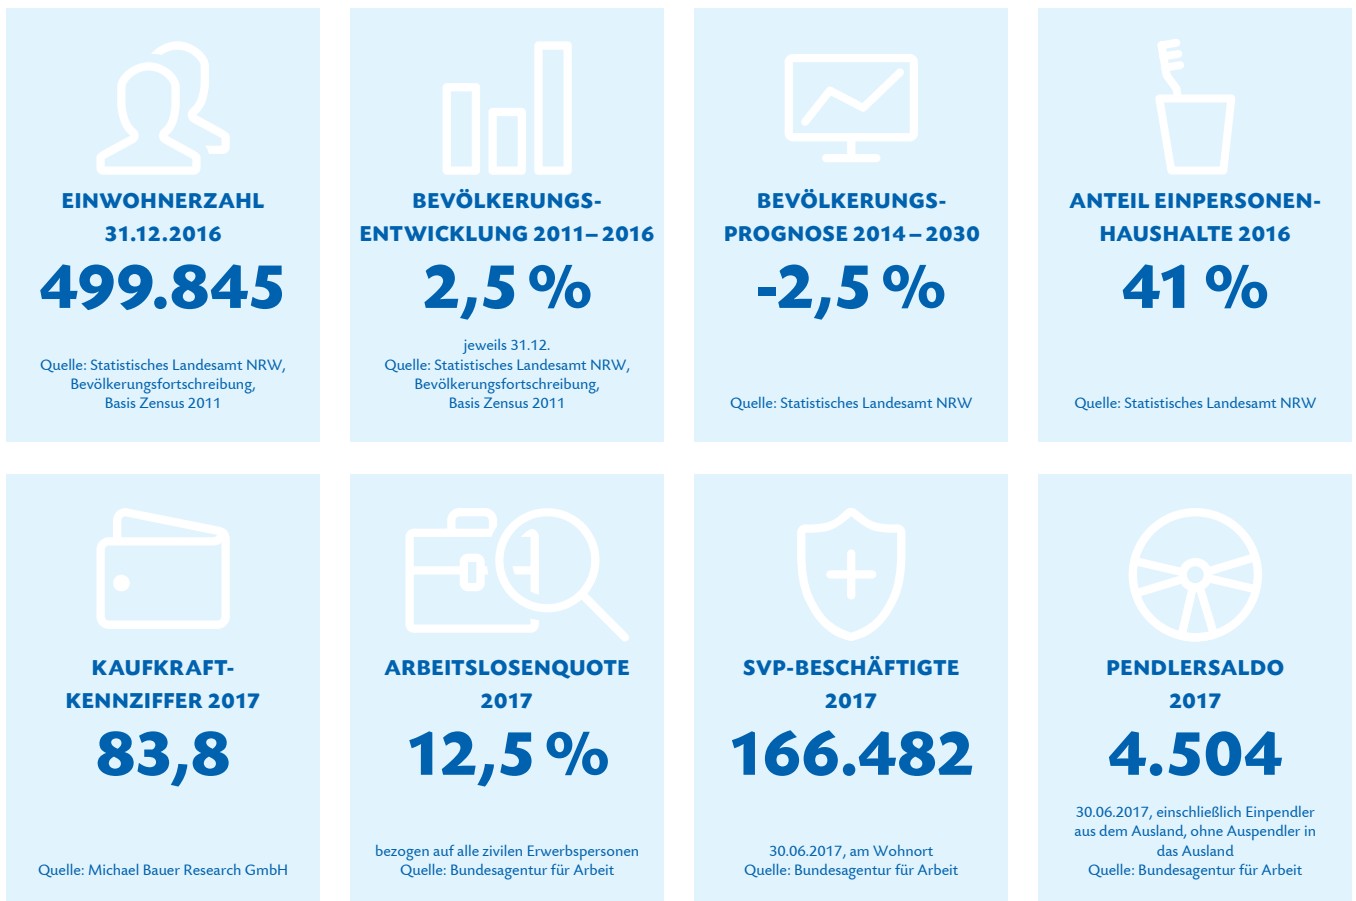 EINWOHNERZAHL
31.12.2016
499.845
Quelle: Statistisches Landesamt NRW,
Bevölkerungsfortschreibung,
Basis Zensus 2011
BEVÖLKERUNGS-
ENTWICKLUNG 2011–2016
2,5 %
jeweils 31.12.
Quelle: Statistisches Landesamt NRW,
Bevölkerungsfortschreibung,
Basis Zensus 2011
BEVÖLKERUNGS-
PROGNOSE 2014–2030
-2,5 %
Quelle: Statistisches Landesamt NRW
ANTEIL EINPERSONEN-
HAUSHALTE 2016
41 %
Quelle: Statistisches Landesamt NRW
KAUFKRAFT-
KENNZIFFER 2017
83,8
Quelle: Michael Bauer Research GmbH
ARBEITSLOSENQUOTE
2017
12,5 %
bezogen auf alle zivilen Erwerbspersonen
Quelle: Bundesagentur für Arbeit
SVP-BESCHÄFTIGTE
2017
166.482
30.06.2017, am Wohnort
Quelle: Bundesagentur für Arbeit
PENDLERSALDO
2017
4.504
30.06.2017, einschließlich Einpendler
aus dem Ausland, ohne Auspendler in
das Ausland
Quelle: Bundesagentur für Arbeit